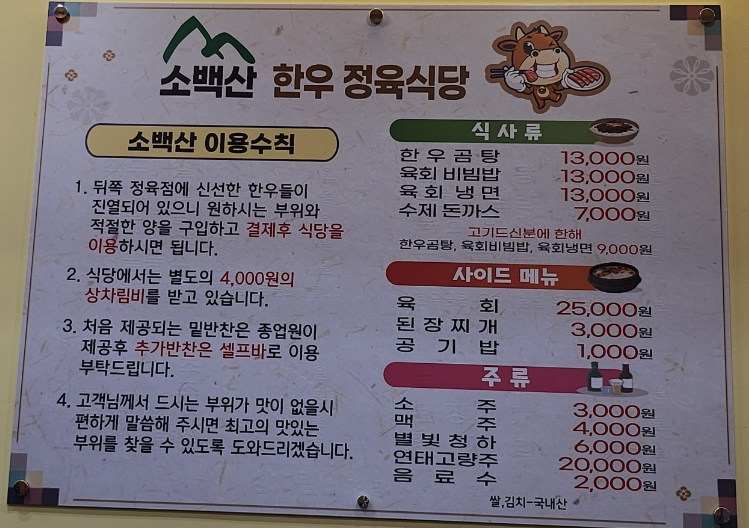 소백산 한우 정육식당
소백산 이용수칙
1. 뒤쪽 정육점에 신선한 한우들이
진열되어 있으니 원하시는 부위와
적절한 양을 구입하고 결제후 식당을
이용하시면 됩니다.
2. 식당에서는 별도의 4,000원의
상차림비를 받고 있습니다.
3. 처음 제공되는 밑반찬은 종업원이
제공후 추가반찬은 셀프바로 이용
부탁드립니다.
4. 고객님께서 드시는 부위가 맛이 없을시
편하게 말씀해 주시면 최고의 맛있는
부위를 찾을 수 있도록 도와드리겠습니다.
식사류
한우곰탕 13,000원
육회비빔밥 13,000원
육회냉면 13,000원
수제돈까스 7,000원
고기드신분에 한해
한우곰탕, 육회비빔밥, 육회냉면 9,000원
사이드 메뉴
육회 25,000원
된장찌개 3,000원
공기밥 1,000원
주류
소주 3,000원
맥주 4,000원
별빛청하 6,000원
연태고량주 20,000원
음료수 2,000원
쌀,김치-국내산